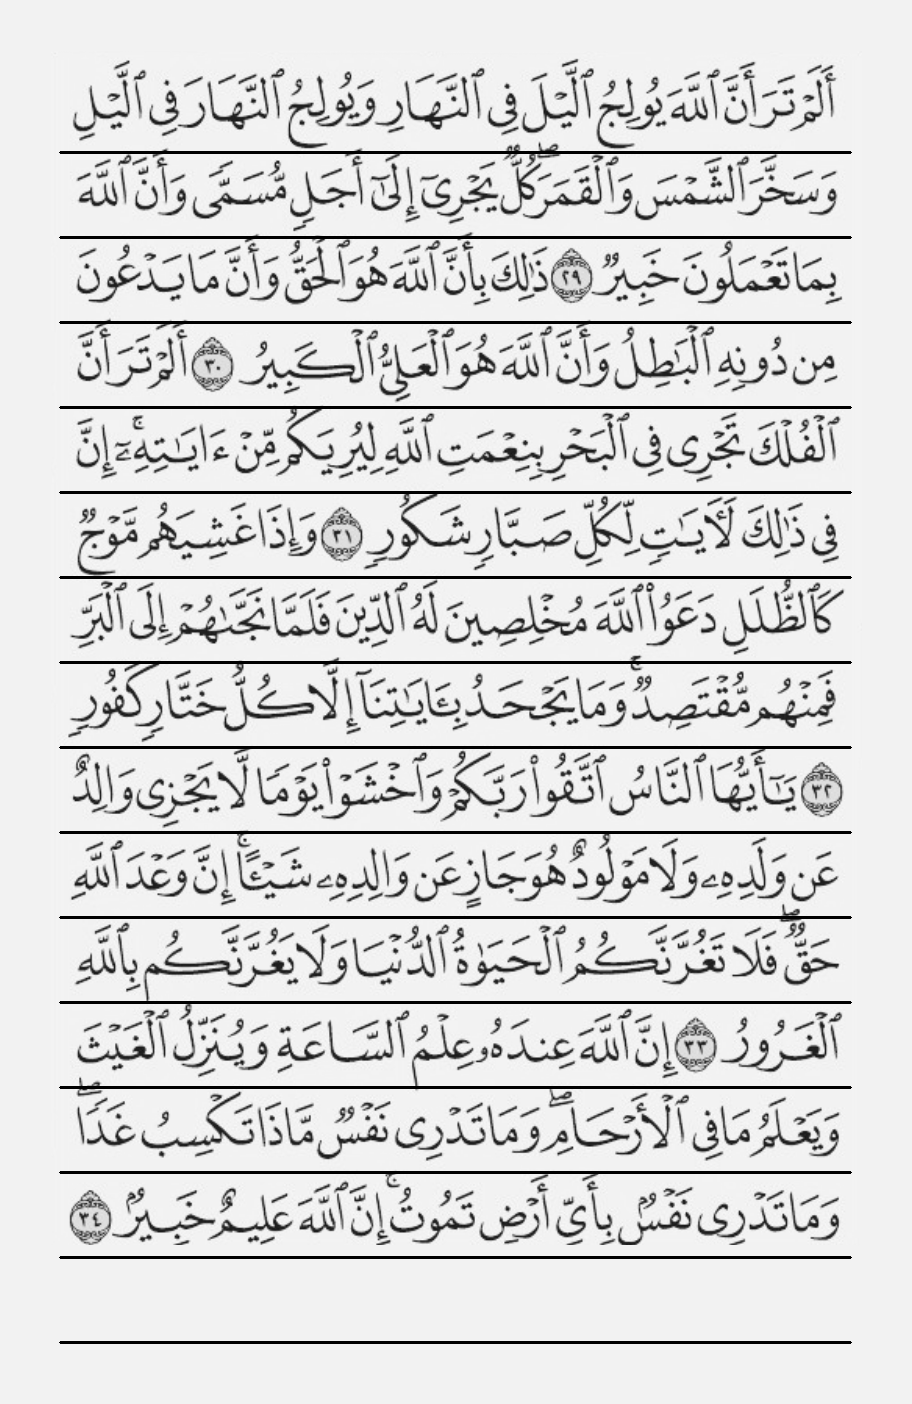 أَلَمۡ تَرَ أَنَّ ٱللَّهَ يُولِجُ ٱلَّيۡلَ فِي ٱلنَّهَارِ وَيُولِجُ ٱلنَّهَارَ فِي ٱلَّيۡلِ
وَسَخَّرَ ٱلشَّمۡسَ وَٱلۡقَمَرَۖ كُلّٞ يَجۡرِيٓ إِلَىٰٓ أَجَلٖ مُّسَمّٗى وَأَنَّ ٱللَّهَ
بِمَا تَعۡمَلُونَ خَبِيرٞ ٢٩ ذَٰلِكَ بِأَنَّ ٱللَّهَ هُوَ ٱلۡحَقُّ وَأَنَّ مَا يَدۡعُونَ
مِن دُونِهِ ٱلۡبَٰطِلُ وَأَنَّ ٱللَّهَ هُوَ ٱلۡعَلِيُّ ٱلۡكَبِيرُ ٣٠ أَلَمۡ تَرَ أَنَّ
ٱلۡفُلۡكَ تَجۡرِي فِي ٱلۡبَحۡرِ بِنِعۡمَتِ ٱللَّهِ لِيُرِيَكُم مِّنۡ ءَايَٰتِهِۦٓۚ إِنَّ
فِي ذَٰلِكَ لَأٓيَٰتٖ لِّكُلِّ صَبَّارٖ شَكُورٖ ٣١ وَإِذَا غَشِيَهُم مَّوۡجٞ
كَٱلظُّلَلِ دَعَوُاْ ٱللَّهَ مُخۡلِصِينَ لَهُ ٱلدِّينَ فَلَمَّا نَجَّىٰهُمۡ إِلَى ٱلۡبَرِّ
فَمِنۡهُم مُّقۡتَصِدٞۚ وَمَا يَجۡحَدُ بِـَٔايَٰتِنَآ إِلَّا كُلُّ خَتَّارٖ كَفُورٖ
٣٢ يَٰٓأَيُّهَا ٱلنَّاسُ ٱتَّقُواْ رَبَّكُمۡ وَٱخۡشَوۡاْ يَوۡمٗا لَّا يَجۡزِي وَالِدٌ
عَن وَلَدِهِۦ وَلَا مَوۡلُودٌ هُوَ جَازٍ عَن وَالِدِهِۦ شَيۡـًٔاۚ إِنَّ وَعۡدَ ٱللَّهِ
حَقّٞۖ فَلَا تَغُرَّنَّكُمُ ٱلۡحَيَوٰةُ ٱلدُّنۡيَا وَلَا يَغُرَّنَّكُم بِٱللَّهِ
ٱلۡغَرُورُ ٣٣ إِنَّ ٱللَّهَ عِندَهُۥ عِلۡمُ ٱلسَّاعَةِ وَيُنَزِّلُ ٱلۡغَيۡثَ
وَيَعۡلَمُ مَا فِي ٱلۡأَرۡحَامِۖ وَمَا تَدۡرِي نَفۡسٞ مَّاذَا تَكۡسِبُ غَدٗاۖ
وَمَا تَدۡرِي نَفۡسُۢ بِأَيِّ أَرۡضٖ تَمُوتُۚ إِنَّ ٱللَّهَ عَلِيمٌ خَبِيرُۢ ٣٤